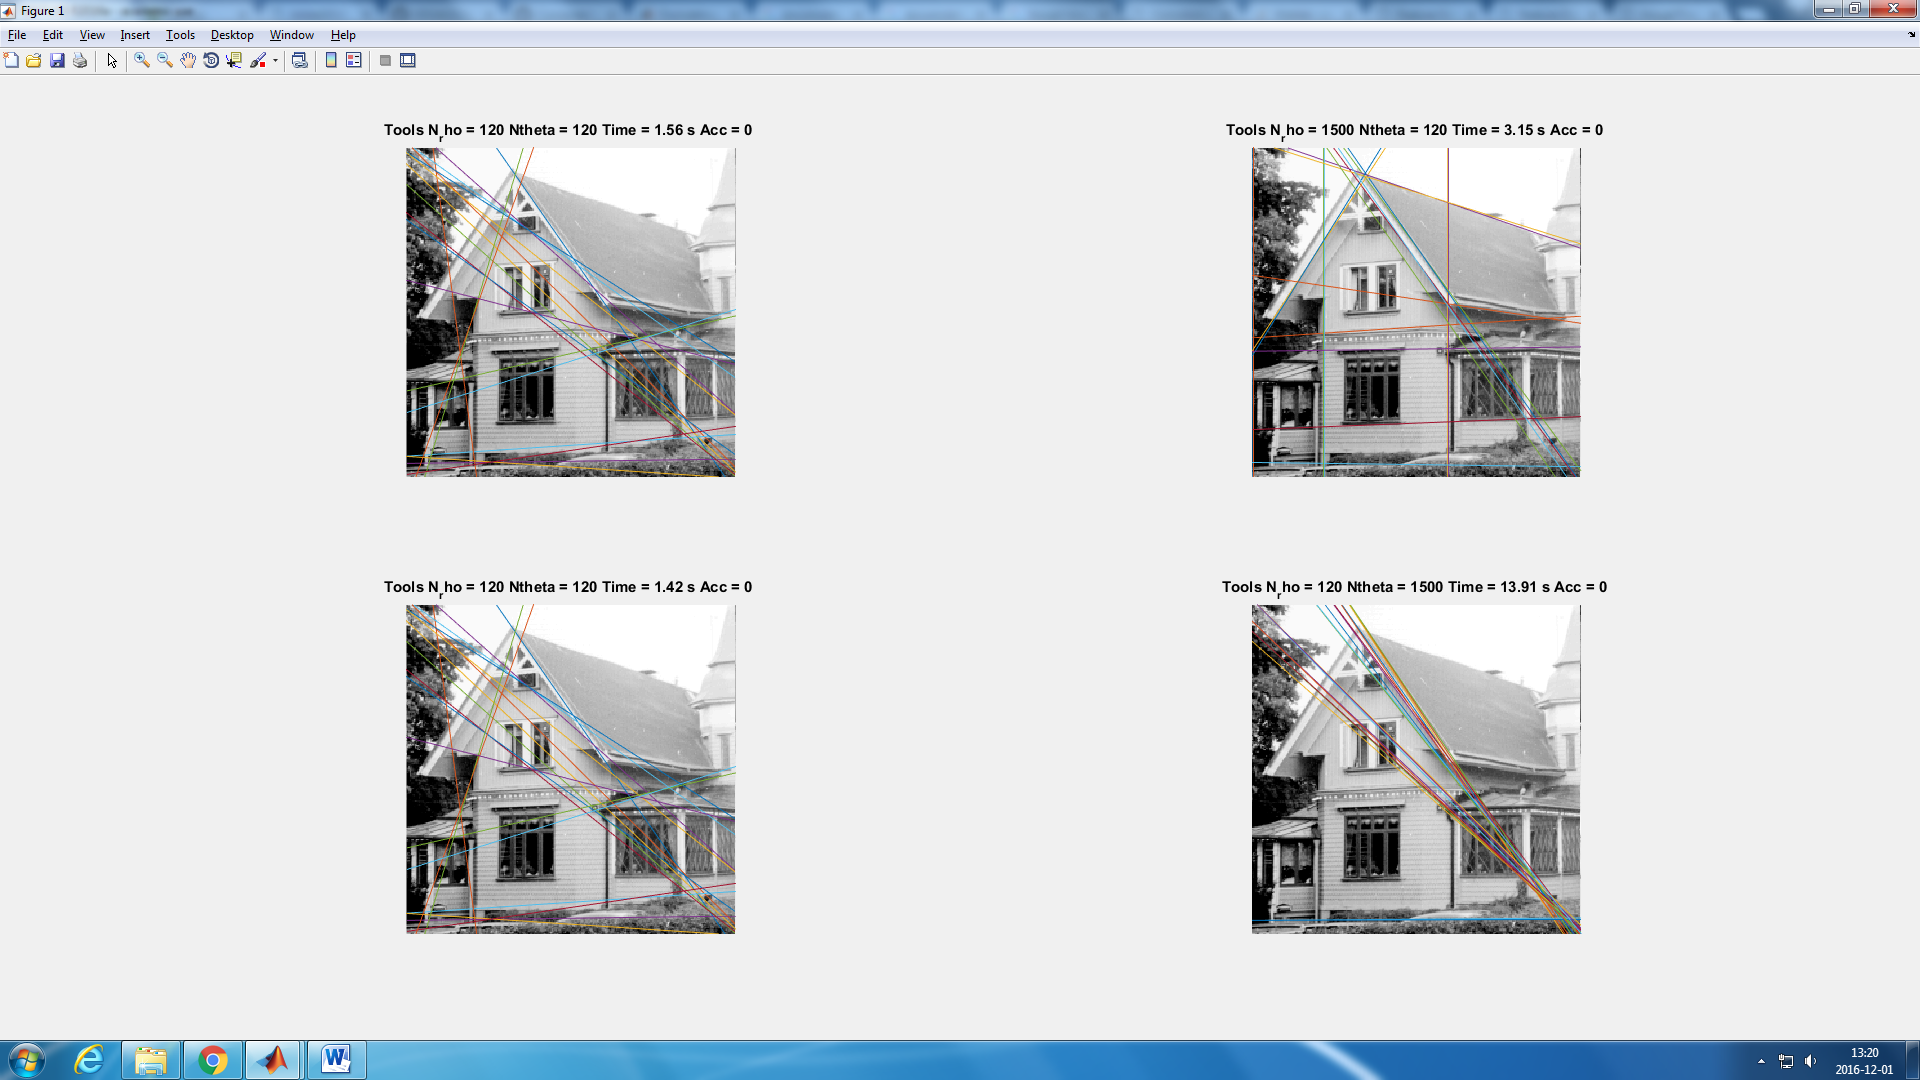 Figure 1
File Edit View Insert Tools Desktop Window Help
Tools N_rho = 120 Ntheta = 120 Time = 1.56 s Acc = 0
Tools N_rho = 1500 Ntheta = 120 Time = 3.15 s Acc = 0
Tools N_rho = 120 Ntheta = 120 Time = 1.42 s Acc = 0
Tools N_rho = 120 Ntheta = 1500 Time = 13.91 s Acc = 0
13:20
2016-12-01